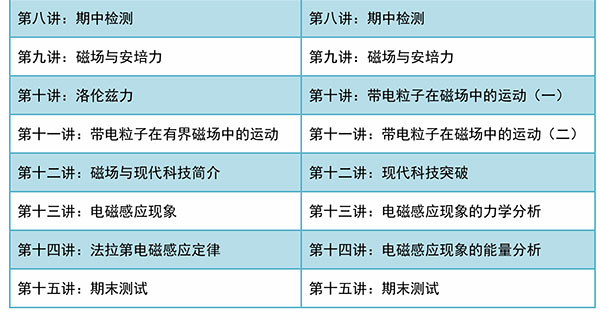 第八讲：期中检测 第八讲：期中检测
第九讲：磁场与安培力 第九讲：磁场与安培力
第十讲：洛伦兹力 第十讲：带电粒子在磁场中的运动（一）
第十一讲：带电粒子在有界磁场中的运动 第十一讲：带电粒子在磁场中的运动（二）
第十二讲：磁场与现代科技简介 第十二讲：现代科技突破
第十三讲：电磁感应现象 第十三讲：电磁感应现象的力学分析
第十四讲：法拉第电磁感应定律 第十四讲：电磁感应现象的能量分析
第十五讲：期末测试 第十五讲：期末测试